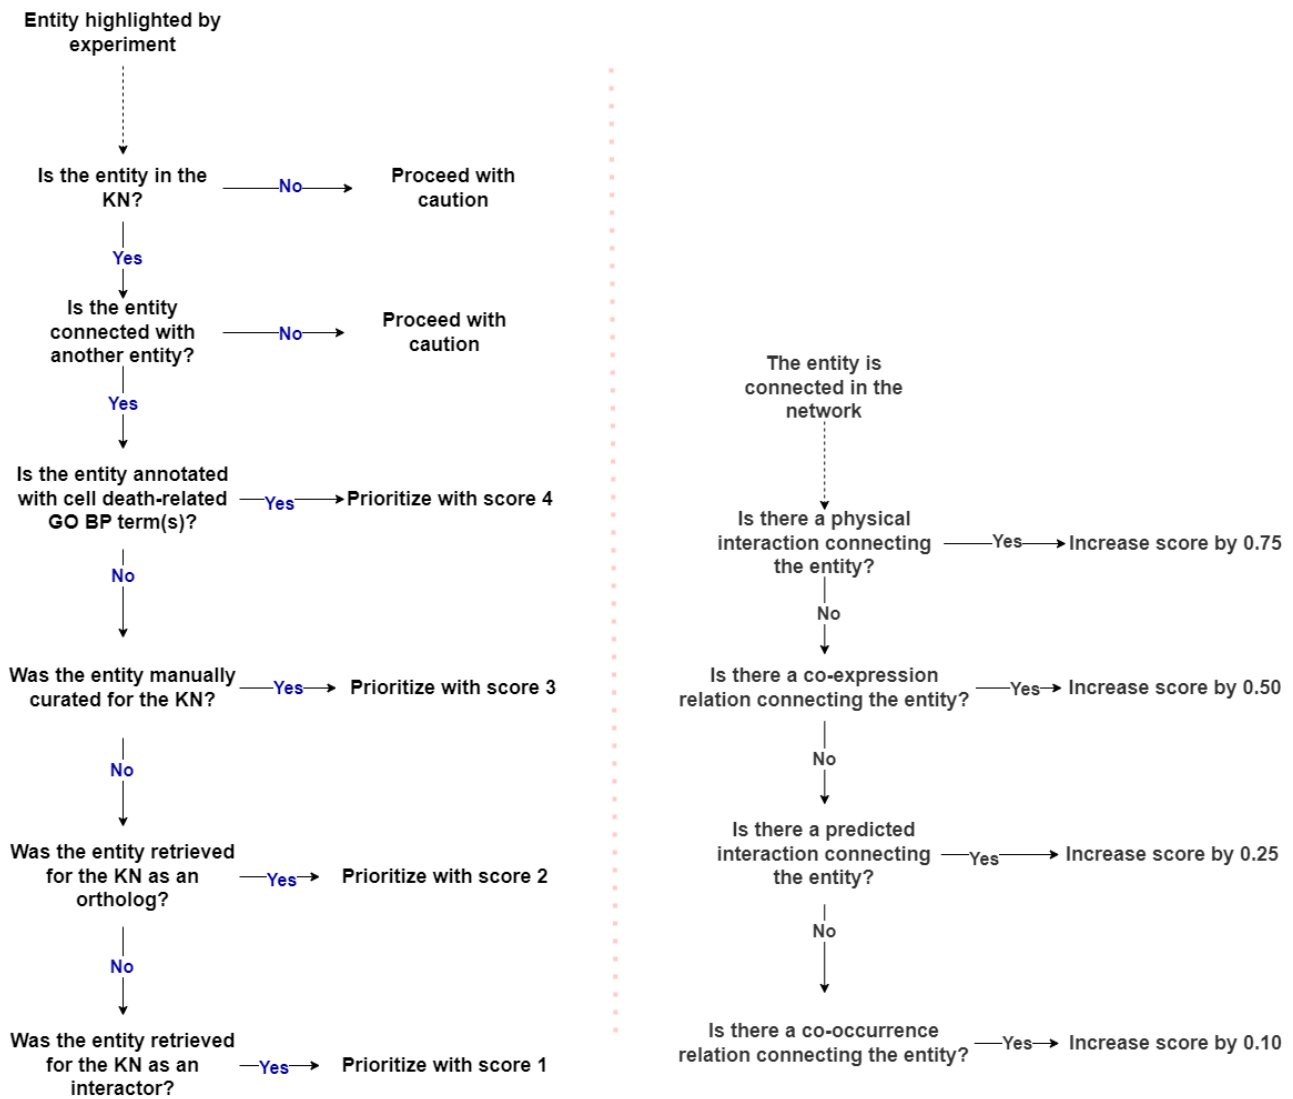 Entity highlighted by
experiment
Is the entity in the
KN?
No
Proceed with
caution
Yes
Is the entity
connected with
another entity?
No
Proceed with
caution
Yes
Is the entity annotated
with cell death-related
GO BP term(s)?
Yes
Prioritize with score 4
No
Was the entity manually
curated for the KN?
Yes
Prioritize with score 3
No
Was the entity retrieved
for the KN as an
ortholog?
Yes
Prioritize with score 2
No
Was the entity retrieved
for the KN as an
interactor?
Yes
Prioritize with score 1
The entity is
connected in the
network
Is there a physical
interaction connecting
the entity?
Yes
Increase score by 0.75
No
Is there a co-expression
relation connecting the entity?
Yes
Increase score by 0.50
No
Is there a predicted
interaction connecting
the entity?
Yes
Increase score by 0.25
No
Is there a co-occurrence
relation connecting the entity?
Yes
Increase score by 0.10